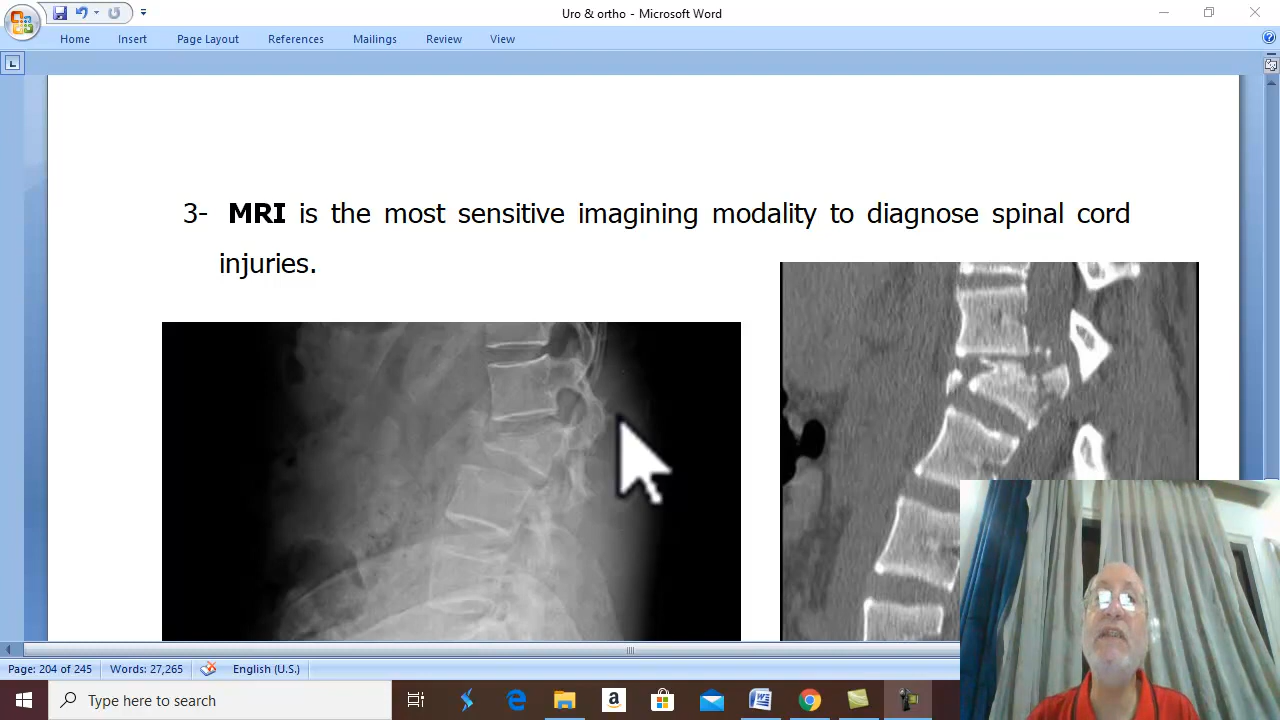 Uro & ortho - Microsoft Word
Home Insert Page Layout References Mailings Review View
3- MRI is the most sensitive imagining modality to diagnose spinal cord
injuries.
Page: 204 of 245 Words: 27,265 English (U.S.)
Type here to search